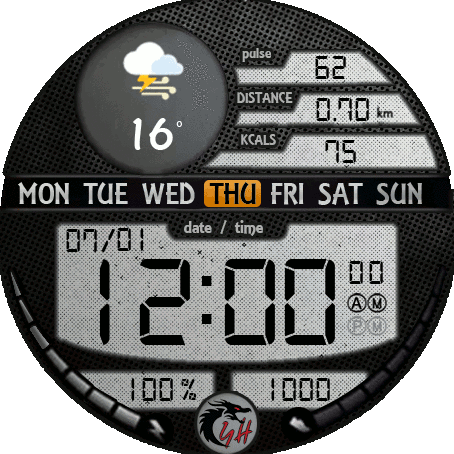 pulse
62
16°
DISTANCE
0.70 km
KCALS
75
MON TUE WED THU FRI SAT SUN
date / time
07/01
12:00
00
AM
PM
100 %
1000
YH